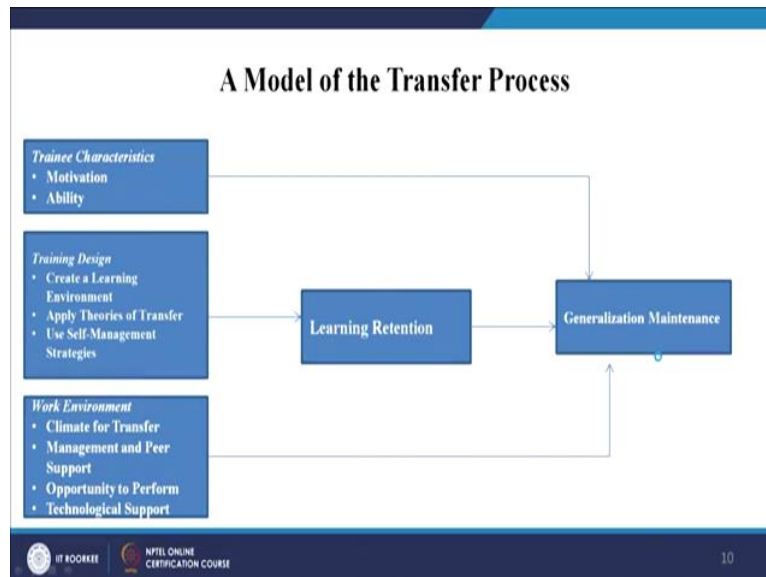 A Model of the Transfer Process
Trainee Characteristics
• Motivation
• Ability
Training Design
• Create a Learning
Environment
• Apply Theories of Transfer
• Use Self-Management
Strategies
Work Environment
• Climate for Transfer
• Management and Peer
Support
• Opportunity to Perform
• Technological Support
Learning Retention
Generalization Maintenance
IIT ROORKEE
NPTEL ONLINE
CERTIFICATION COURSE
10